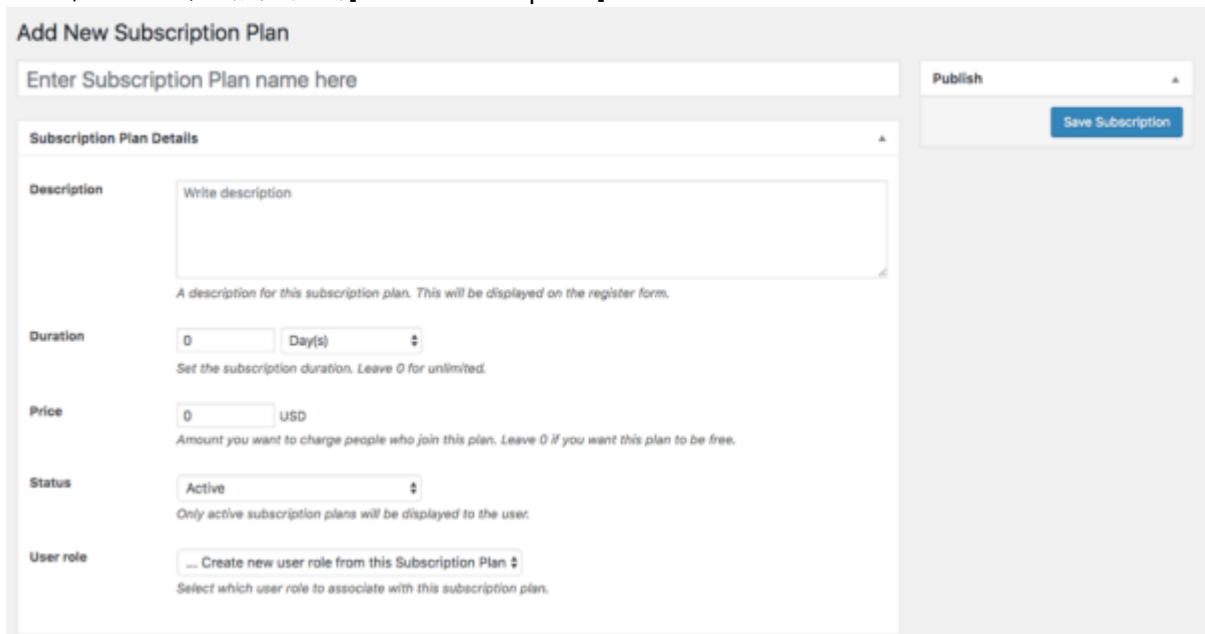 Add New Subscription Plan
Enter Subscription Plan name here
Publish
Save Subscription
Subscription Plan Details
Description
Write description
A description for this subscription plan. This will be displayed on the register form.
Duration
0 Day(s)
Set the subscription duration. Leave 0 for unlimited.
Price
0 USD
Amount you want to charge people who join this plan. Leave 0 if you want this plan to be free.
Status
Active
Only active subscription plans will be displayed to the user.
User role
... Create new user role from this Subscription Plan
Select which user role to associate with this subscription plan.